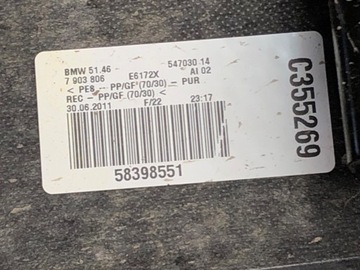 BMW 51.46 547030 14
7 903 806 E6172X AI 02
< PE8 -- PP/GF (70/30) -- PUR
REC -- PP/GF (70/30) >
30.06.2011 F/22 23:17
58398551
C355269